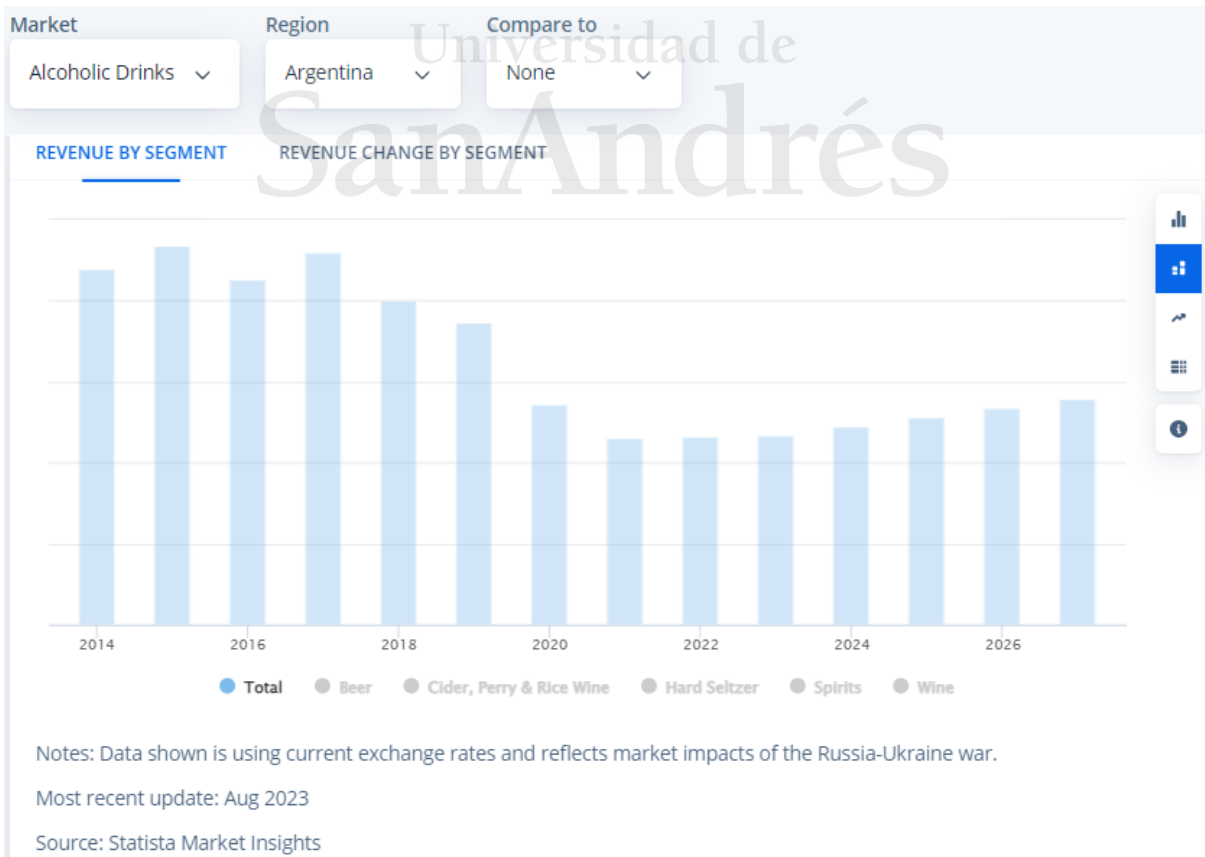 Market Region Compare to
Universidad de
Alcoholic Drinks Argentina None
SanAndrés
REVENUE BY SEGMENT REVENUE CHANGE BY SEGMENT
2014 2016 2018 2020 2022 2024 2026
Total Beer Cider, Perry & Rice Wine Hard Seltzer Spirits Wine
Notes: Data shown is using current exchange rates and reflects market impacts of the Russia-Ukraine war.
Most recent update: Aug 2023
Source: Statista Market Insights